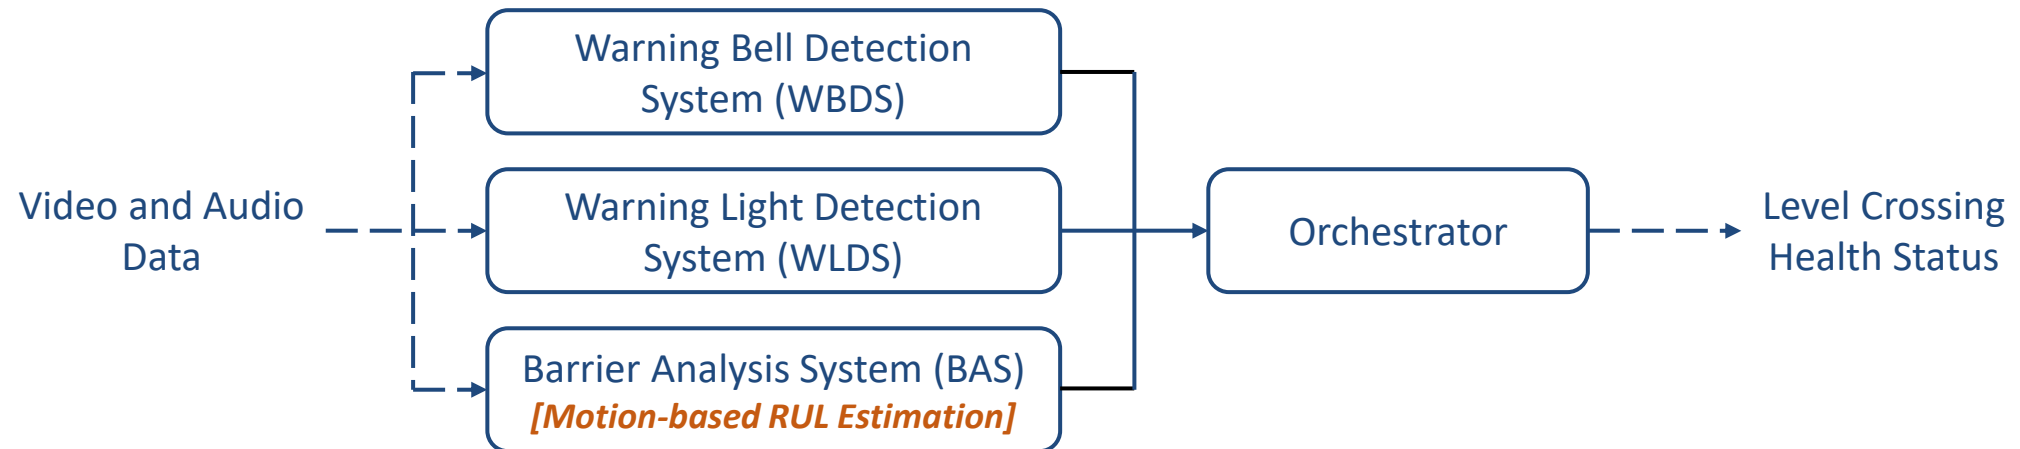 Video and Audio
Data
Warning Bell Detection
System (WBDS)
Warning Light Detection
System (WLDS)
Barrier Analysis System (BAS)
[Motion-based RUL Estimation]
Orchestrator
Level Crossing
Health Status